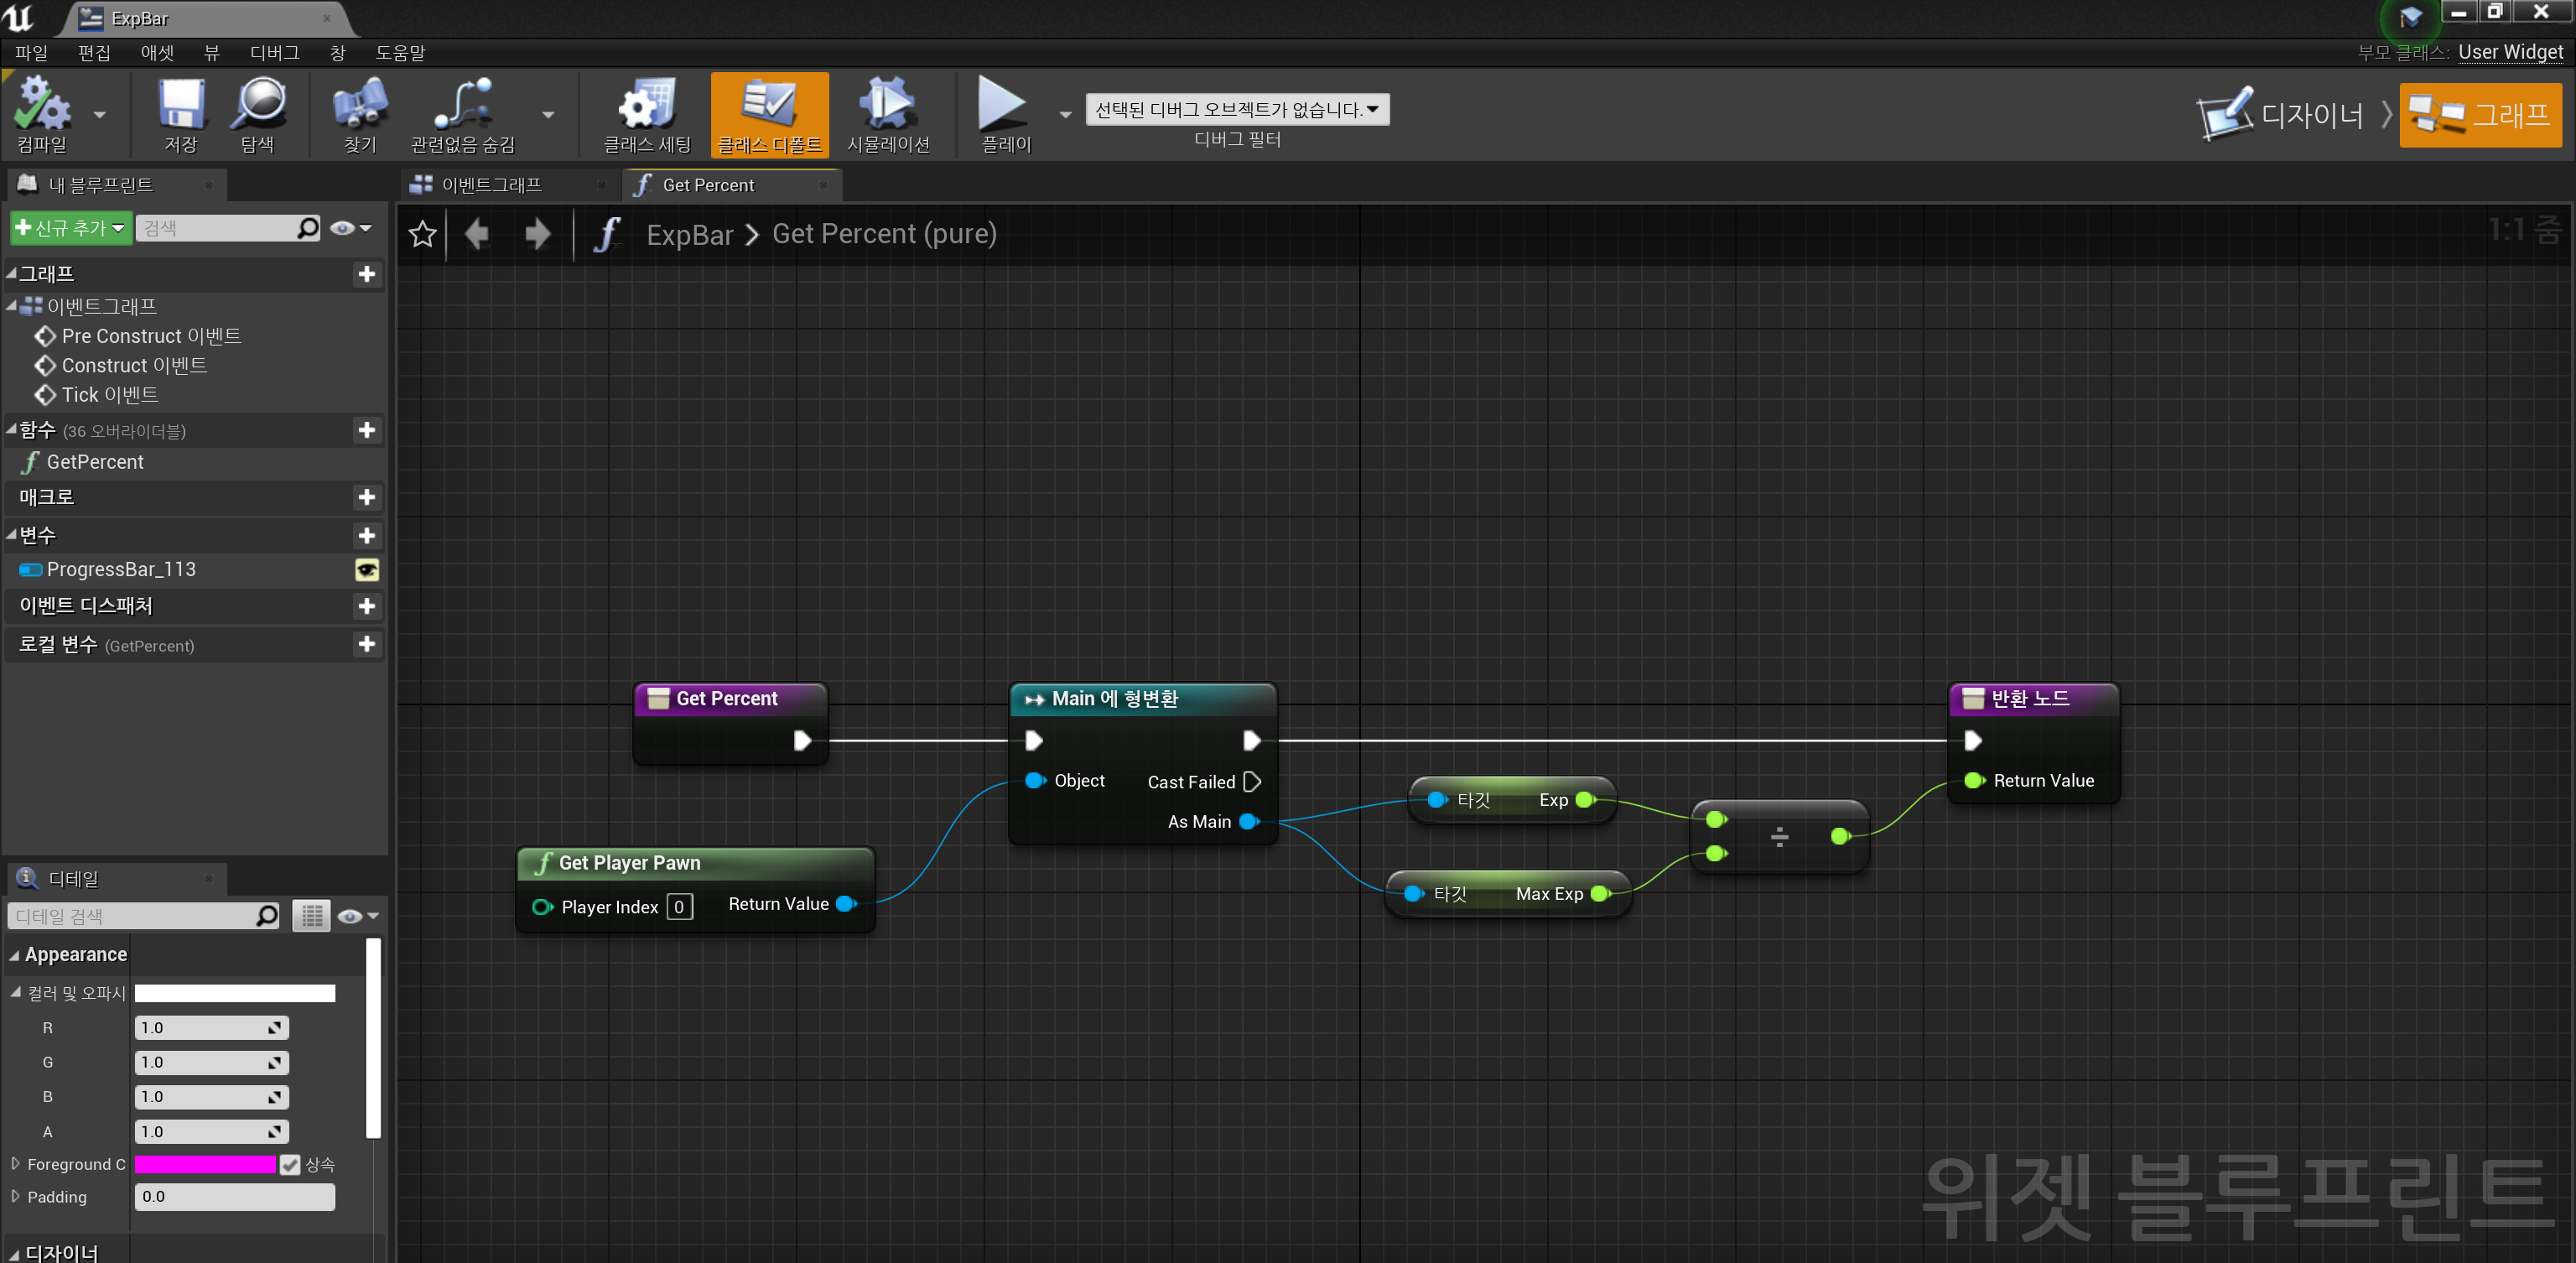 ExpBar
파일 편집 애셋 뷰 디버그 창 도움말
부모 클래스: User Widget
컴파일 저장 탐색 찾기 관련없음 숨김 클래스 세팅 클래스 디폴트 시뮬레이션 플레이
선택된 디버그 오브젝트가 없습니다.
디버그 필터
디자이너 그래프
내 블루프린트
이벤트그래프 Get Percent
신규 추가 검색
ExpBar > Get Percent (pure)
1:1 줌
그래프
이벤트그래프
Pre Construct 이벤트
Construct 이벤트
Tick 이벤트
함수 (36 오버라이더블)
GetPercent
매크로
변수
ProgressBar_113
이벤트 디스패처
로컬 변수 (GetPercent)
Get Percent
Main 에 형변환
Object
Cast Failed
As Main
Get Player Pawn
Player Index 0 Return Value
타깃 Exp
타깃 Max Exp
÷
반환 노드
Return Value
디테일
디테일 검색
Appearance
컬러 및 오파시
R 1.0
G 1.0
B 1.0
A 1.0
Foreground C 상속
Padding 0.0
디자이너
위젯 블루프린트